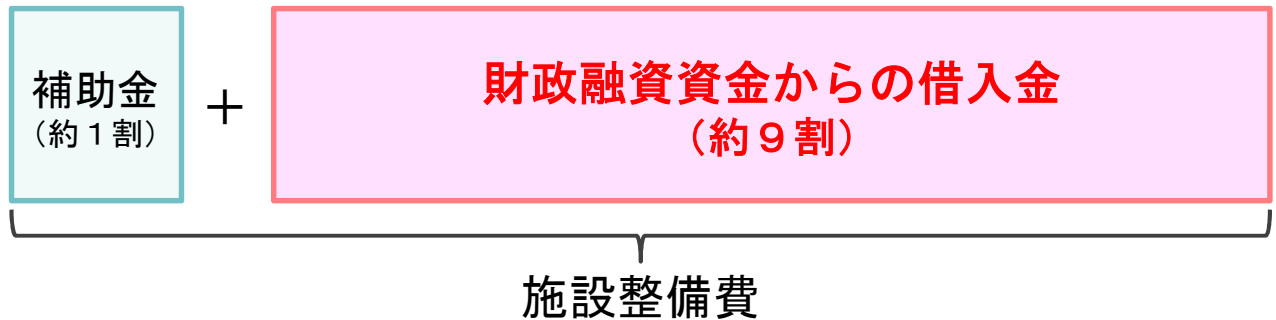 補助金
（約１割）
＋
財政融資資金からの借入金
（約９割）
施設整備費